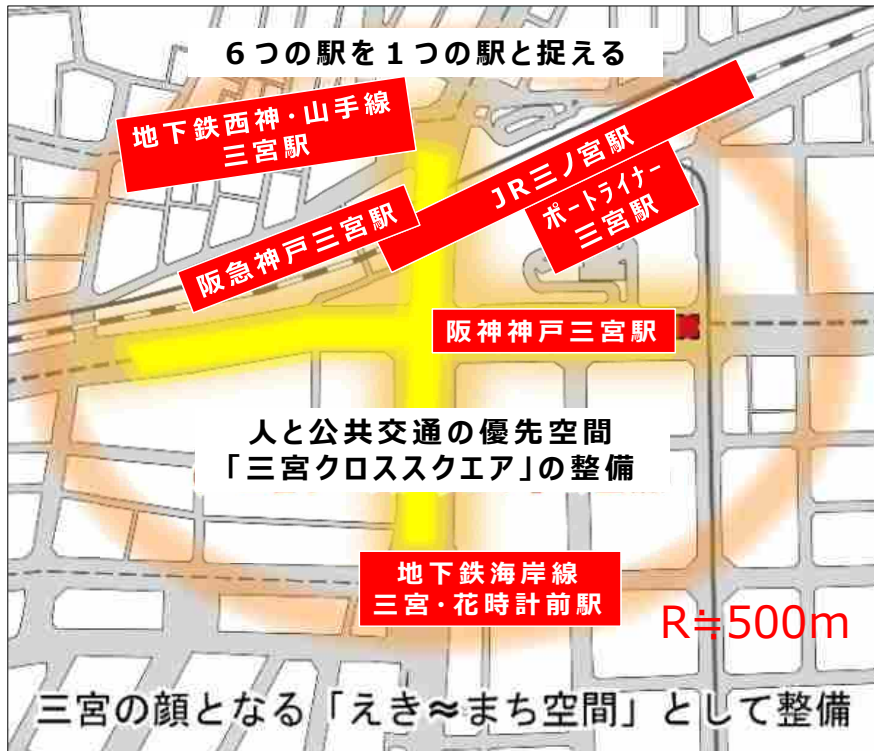 ６つの駅を１つの駅と捉える
地下鉄西神・山手線
三宮駅
JR三ノ宮駅
ポートライナー
三宮駅
阪急神戸三宮駅
阪神神戸三宮駅
人と公共交通の優先空間
「三宮クロススクエア」の整備
地下鉄海岸線
三宮・花時計前駅
R≒500m
三宮の顔となる「えき≈まち空間」として整備